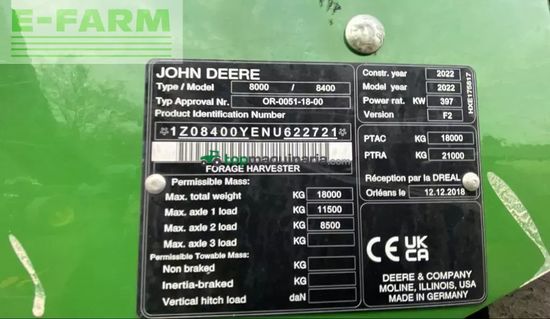 E-FARM
JOHN DEERE
Type / Model 8000 / 8400
Typ Approval Nr. OR-0051-18-00
Product Identification Number
*1Z08400YENU622721*
topmaquinaria.com
FORAGE HARVESTER
Permissible Mass:
Max. total weight KG 18000
Max. axle 1 load KG 11500
Max. axle 2 load KG 8500
Max. axle 3 load KG
Permissible Towable Mass:
Non braked KG
Inertia-braked KG
Vertical hitch load daN
Constr. year 2022
Model year 2022
Power rat. KW 397
Version F2
HXE175817
PTAC KG 18000
PTRA KG 21000
Réception par la DREAL
Orléans le 12.12.2018
CE UK CA
DEERE & COMPANY
MOLINE, ILLINOIS, USA
MADE IN GERMANY